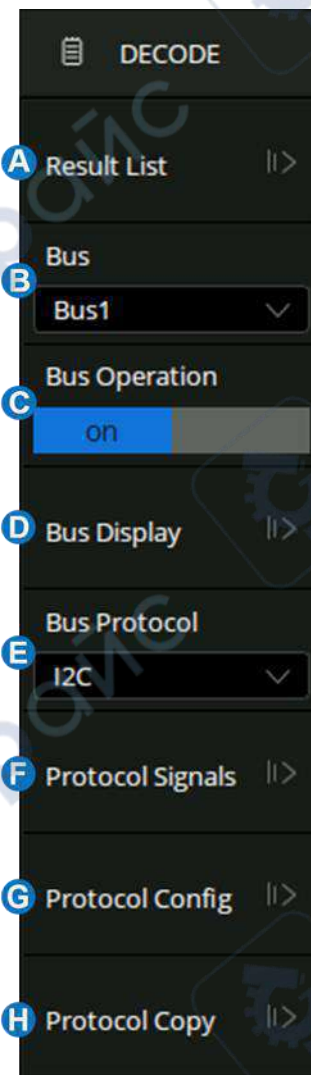 DECODE
A Result List
Bus
B
Bus1
Bus Operation
C
on
D Bus Display
Bus Protocol
E
I2C
F Protocol Signals
G Protocol Config
H Protocol Copy